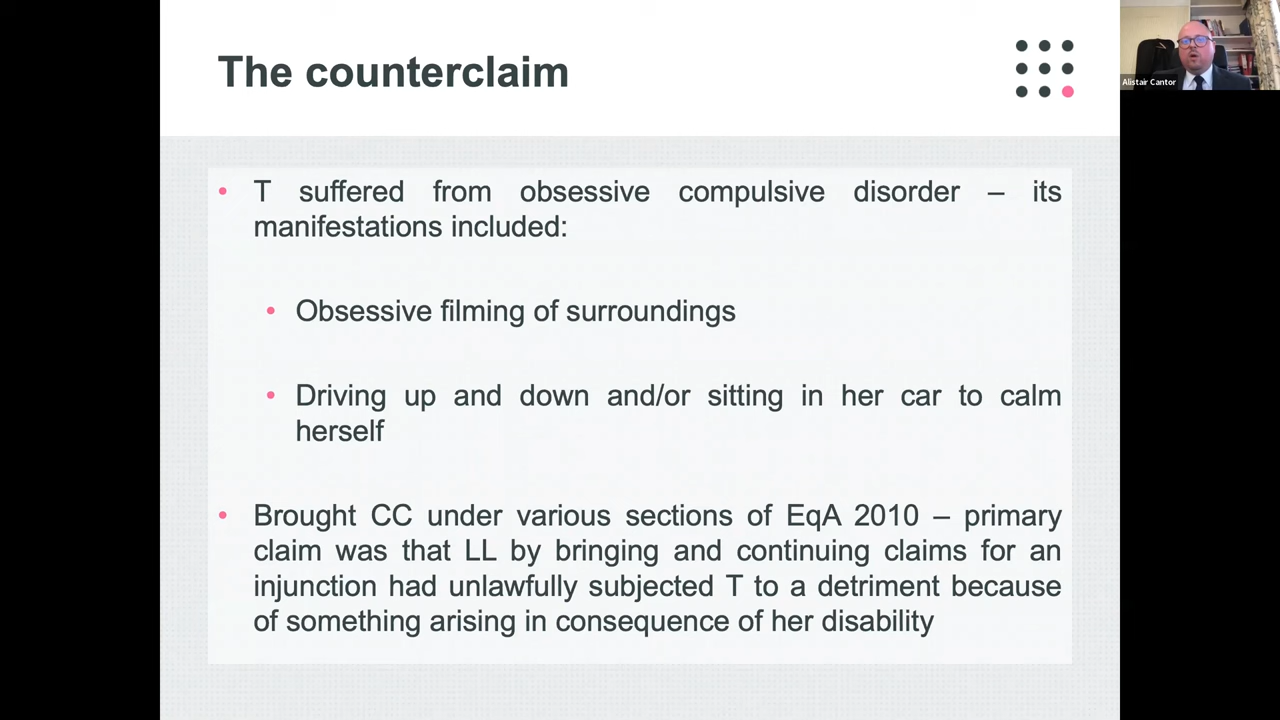 The counterclaim
Alistair Cantor
• T suffered from obsessive compulsive disorder – its
manifestations included:
• Obsessive filming of surroundings
• Driving up and down and/or sitting in her car to calm
herself
• Brought CC under various sections of EqA 2010 – primary
claim was that LL by bringing and continuing claims for an
injunction had unlawfully subjected T to a detriment because
of something arising in consequence of her disability